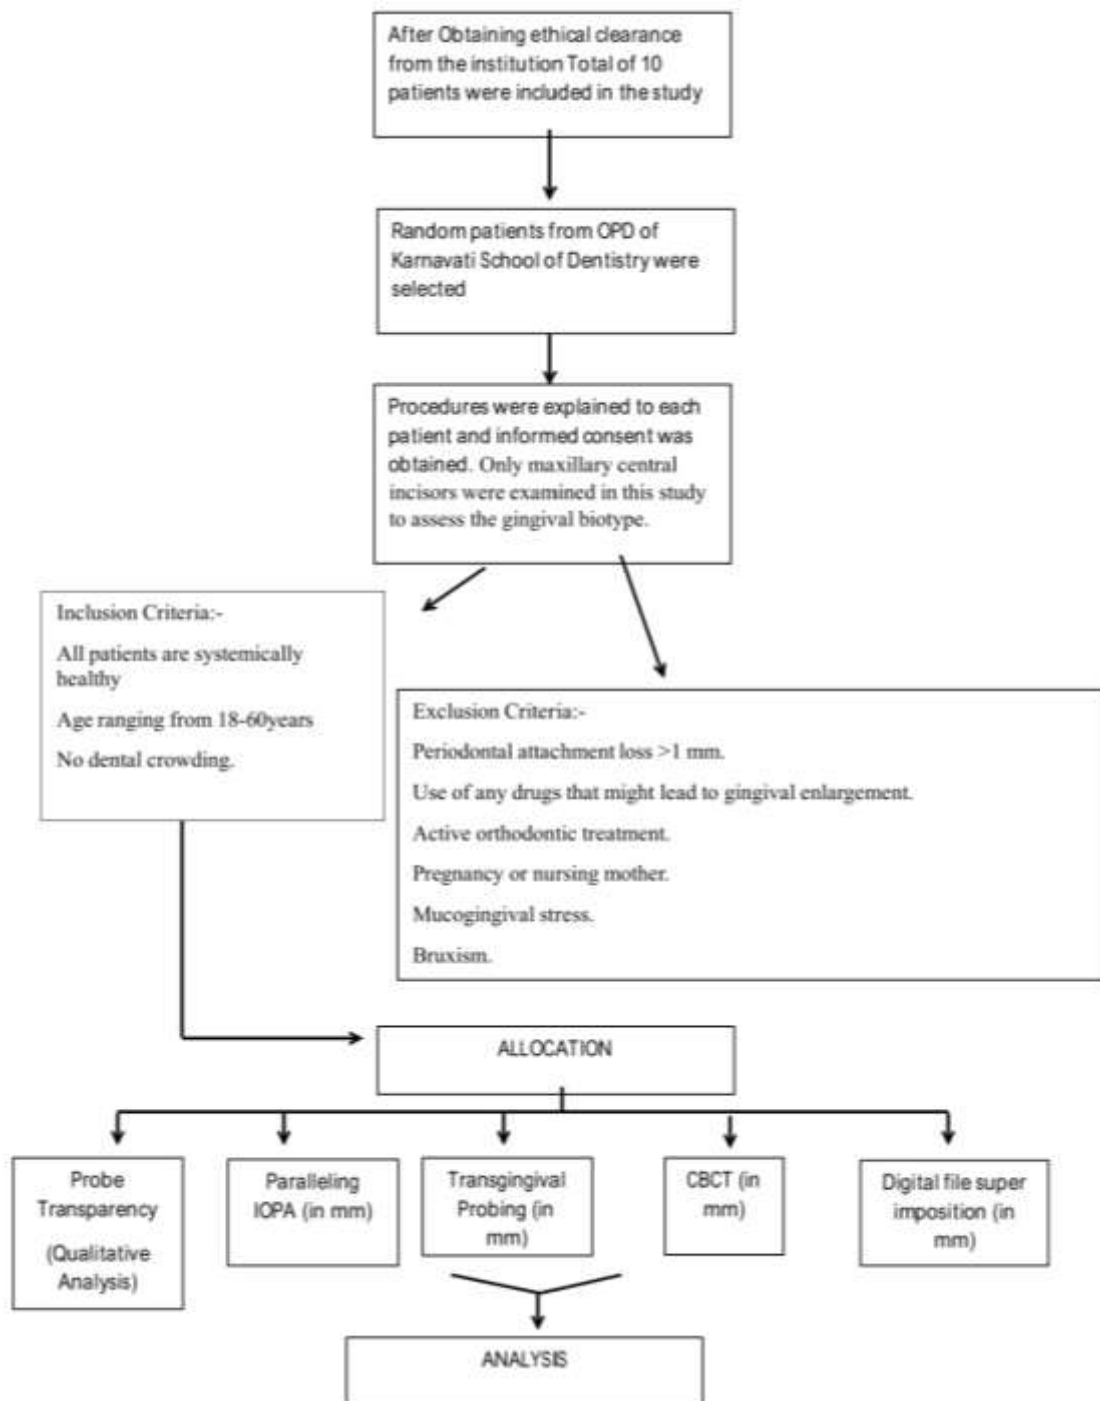 After Obtaining ethical clearance
from the institution Total of 10
patients were included in the study
Random patients from OPD of
Karnavati School of Dentistry were
selected
Procedures were explained to each
patient and informed consent was
obtained. Only maxillary central
incisors were examined in this study
to assess the gingival biotype.
Inclusion Criteria:-
All patients are systemically
healthy
Age ranging from 18-60years
No dental crowding.
Exclusion Criteria:-
Periodontal attachment loss >1 mm.
Use of any drugs that might lead to gingival enlargement.
Active orthodontic treatment.
Pregnancy or nursing mother.
Mucogingival stress.
Bruxism.
ALLOCATION
Probe
Transparency
(Qualitative
Analysis)
Paralleling
IOPA (in mm)
Transgingival
Probing (in
mm)
CBCT (in
mm)
Digital file super
imposition (in
mm)
ANALYSIS